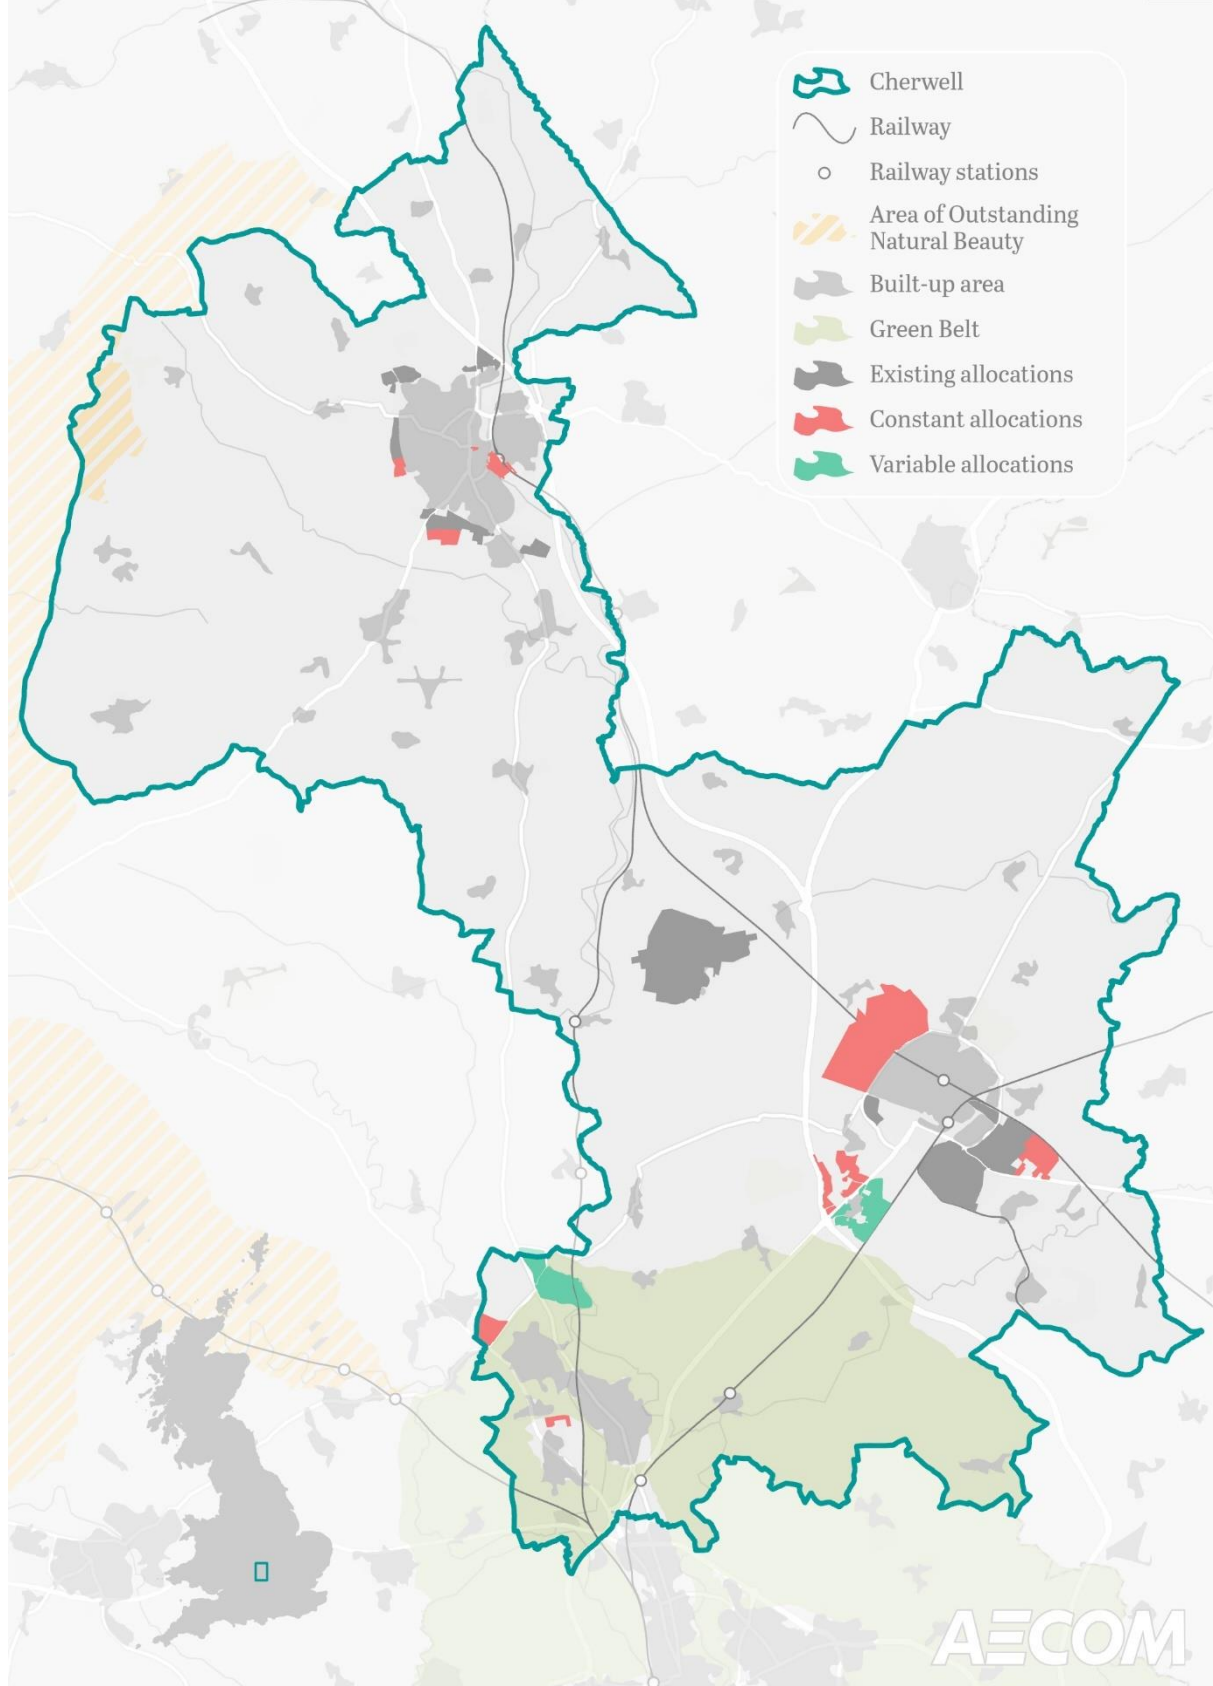 Cherwell
Railway
Railway stations
Area of Outstanding
Natural Beauty
Built-up area
Green Belt
Existing allocations
Constant allocations
Variable allocations
AECOM